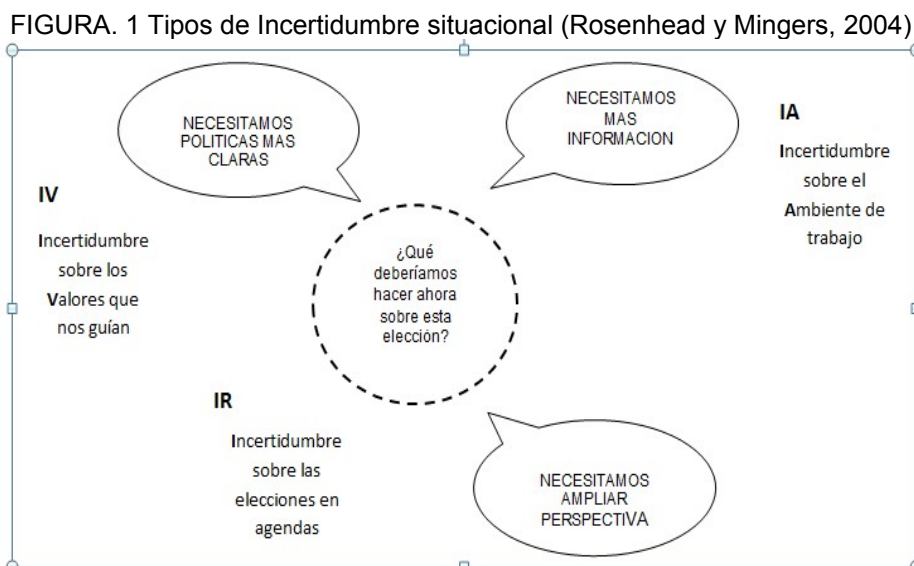 FIGURA. 1 Tipos de Incertidumbre situacional (Rosenhead y Mingers, 2004)
NECESITAMOS
POLITICAS MAS
CLARAS
NECESITAMOS
MAS
INFORMACION
IA
Incertidumbre
sobre el
Ambiente de
trabajo
IV
Incertidumbre
sobre los
Valores que
nos guían
¿Qué
deberíamos
hacer ahora
sobre esta
elección?
IR
Incertidumbre
sobre las
elecciones en
agendas
NECESITAMOS
AMPLIAR
PERSPECTIVA